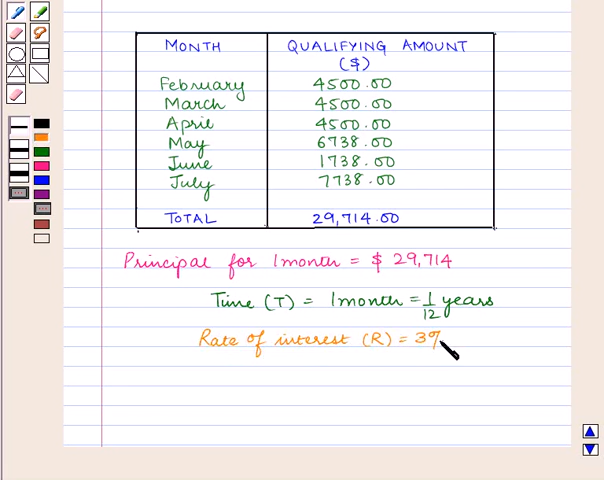 MONTH QUALIFYING AMOUNT
($)
February 4500.00
March 4500.00
April 4500.00
May 6738.00
June 1738.00
July 7738.00
TOTAL 29,714.00
Principal for 1month = $ 29,714
Time (T) = 1month = 1/12 years
Rate of interest (R) = 3%